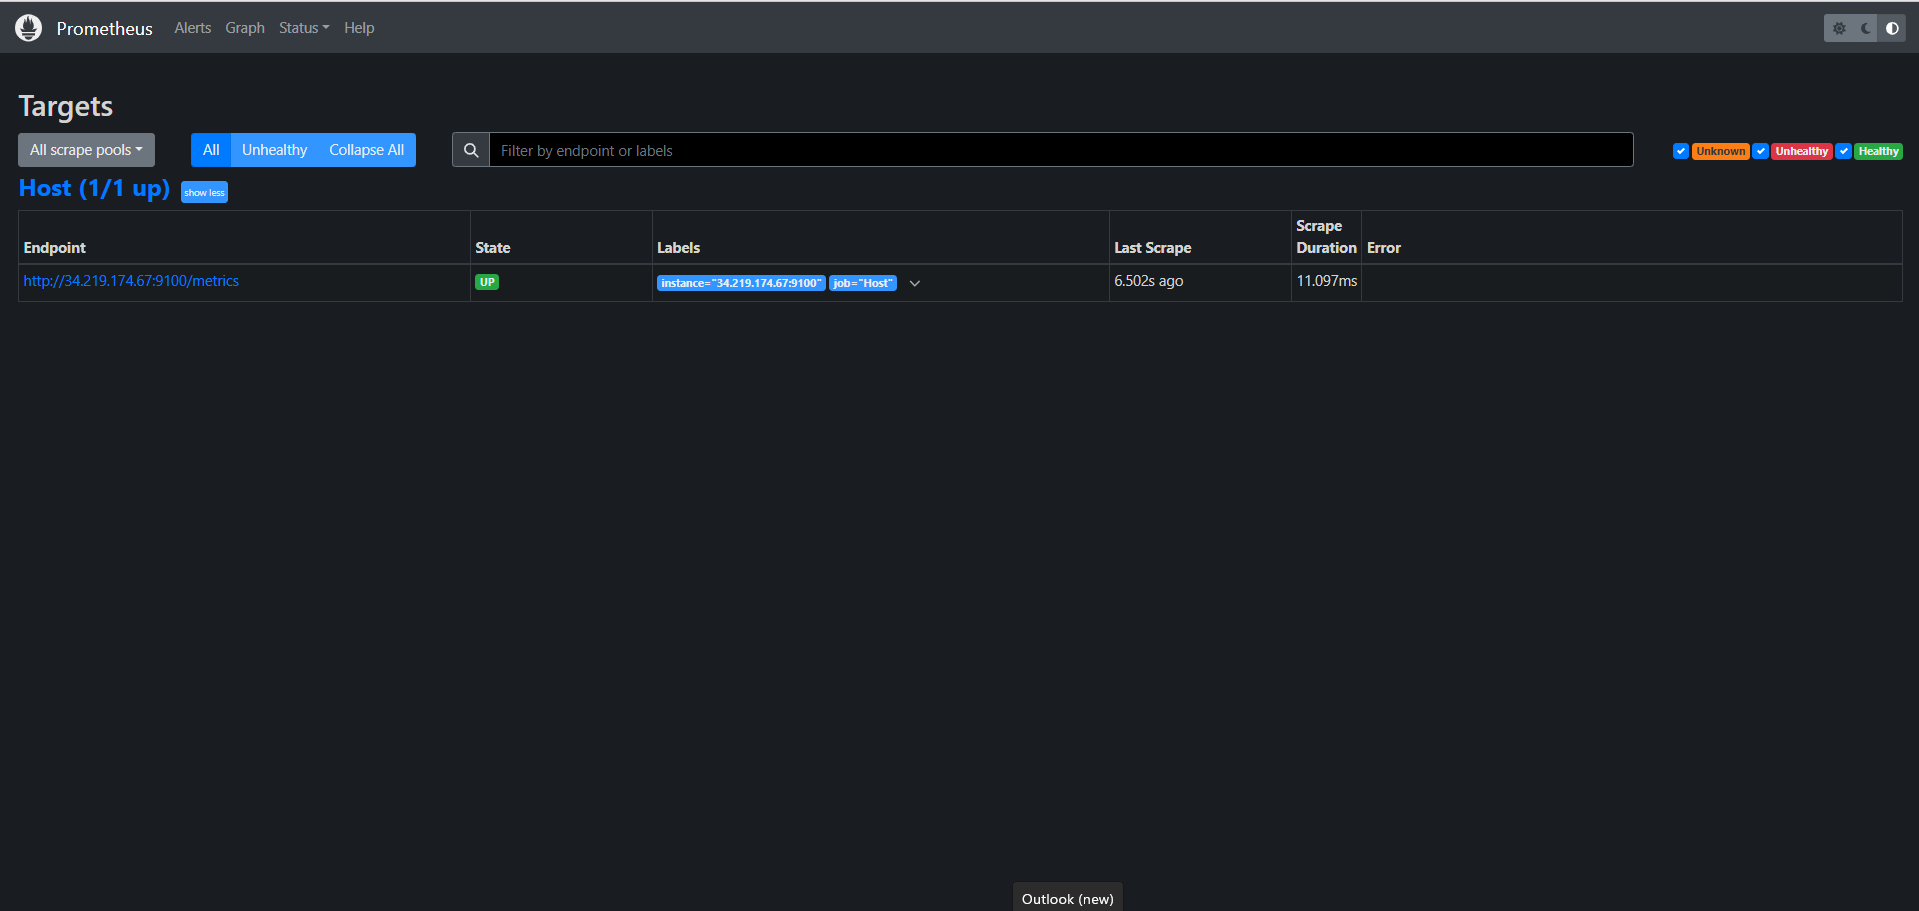 Prometheus Alerts Graph Status Help
Targets
All scrape pools All Unhealthy Collapse All Filter by endpoint or labels Unknown Unhealthy Healthy
Host (1/1 up) show less
Endpoint State Labels Last Scrape Scrape Duration Error
http://34.219.174.67:9100/metrics UP instance="34.219.174.67:9100" job="Host" 6.502s ago 11.097ms
Outlook (new)